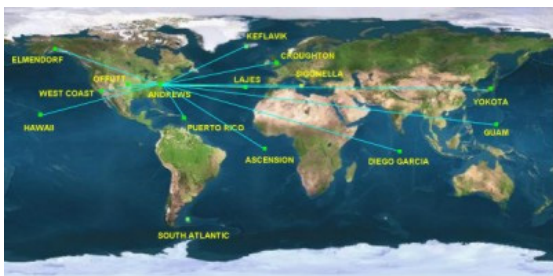 KEFLAVIK
ELMENDORF
CROUGHTON
OFFUTT
LAJES
SIGONELLA
WEST COAST
ANDREWS
YOKOTA
HAWAII
PUERTO RICO
GUAM
ASCENSION
DIEGO GARCIA
SOUTH ATLANTIC